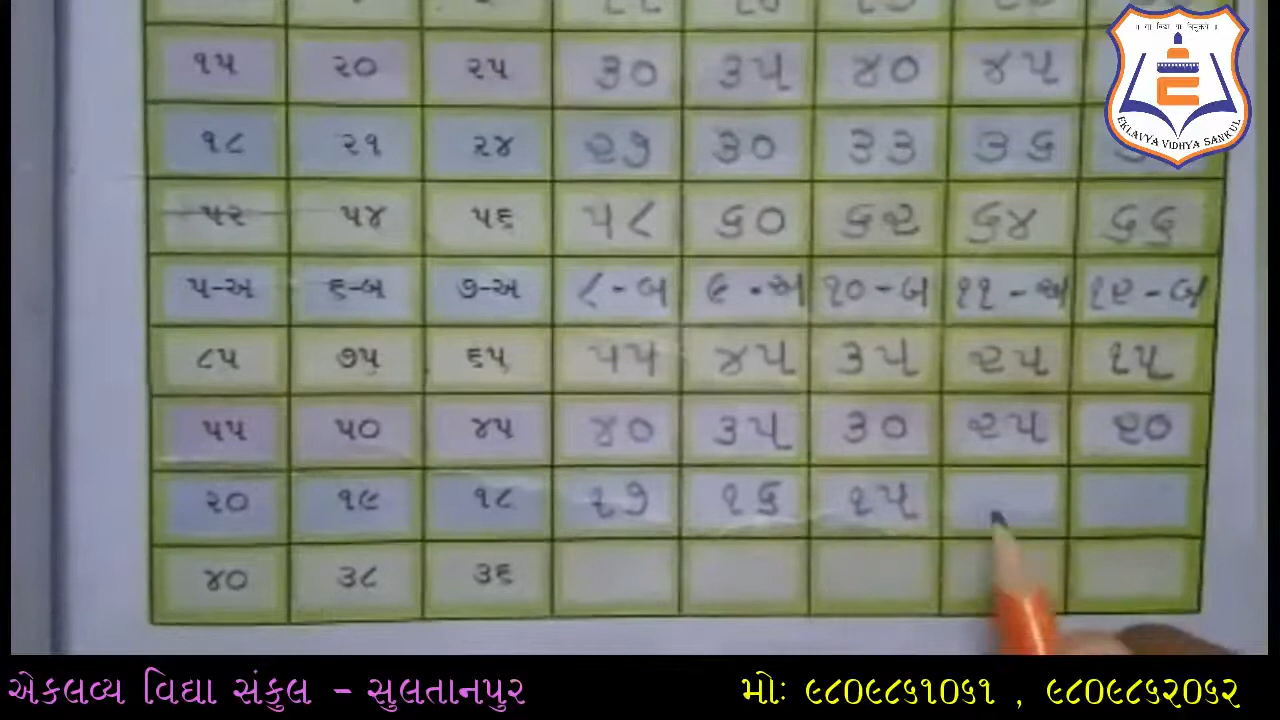 ॥ સા વિદ્યા યા વિમુક્તયે ॥
EKLAVYA VIDHYA SANKUL
૧૫ ૨૦ ૨૫ ૩૦ ૩૫ ૪૦ ૪૫
૧૮ ૨૧ ૨૪ ૨૭ ૩૦ ૩૩ ૩૬
૫૨ ૫૪ ૫૬ ૫૮ ૬૦ ૬૨ ૬૪ ૬૬
૫-અ ૬-બ ૭-અ ૮-બ ૯-અ ૧૦-બ ૧૧-અ ૧૨-બ
૮૫ ૭૫ ૬૫ ૫૫ ૪૫ ૩૫ ૨૫ ૧૫
૫૫ ૫૦ ૪૫ ૪૦ ૩૫ ૩૦ ૨૫ ૨૦
૨૦ ૧૯ ૧૮ ૧૭ ૧૬ ૧૫
૪૦ ૩૮ ૩૬
એકલવ્ય વિદ્યા સંકુલ - સુલતાનપુર
મોઃ ૯૮૦૯૮૬૧૦૬૧ , ૯૮૦૯૮૬૨૦૬૨